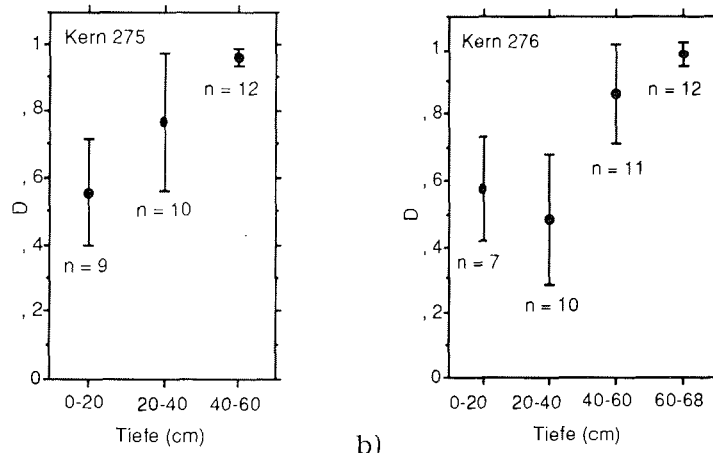 Kern 275
1
, 8
, 6
D
, 4
, 2
0
n = 9
n = 10
n = 12
0-20 20-40 40-60
Tiefe (cm)
b)
Kern 276
1
, 8
, 6
D
, 4
, 2
0
n = 7
n = 10
n = 11
n = 12
0-20 20-40 40-60 60-68
Tiefe (cm)